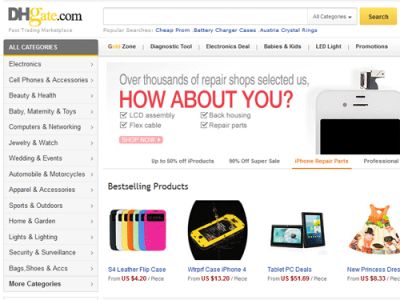 DHgate.com
Fast Trading Marketplace
All Categories
Search
Popular Searches: Cheap Prom .Battery Charger Cases .Austria Crystal Rings
ALL CATEGORIES
Gold Zone | Diagnostic Tool | Electronics Deal | Babies & Kids | LED Light | Promotions
Electronics
Cell Phones & Accessories
Beauty & Health
Baby, Maternity & Toys
Computers & Networking
Jewelry & Watch
Wedding & Events
Automobile & Motorcycles
Apparel & Accessories
Sports & Outdoors
Home & Garden
Lights & Lighting
Security & Surveillance
Bags,Shoes & Accs
More Categories
Over thousands of repair shops selected us,
HOW ABOUT YOU?
LCD assembly
Back housing
Flex cable
Repair parts
SHOP NOW
Up to 50% off iProducts
90% Off Super Sale
iPhone Repair Parts
Professional
Bestselling Products
S4 Leather Flip Case
From US $4.20 / Piece
Wtrprf Case iPhone 4
From US $13.20 / Piece
Tablet PC Deals
From US $51.69 / Piece
New Princess Dres
From US $8.33 / Piec